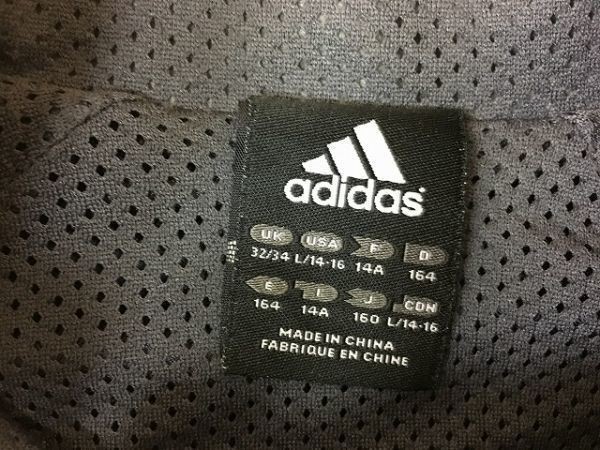 adidas
UK USA F D
32/34 L/14-16 14A 164
E I J CDN
164 14A 160 L/14-16
MADE IN CHINA
FABRIQUE EN CHINE